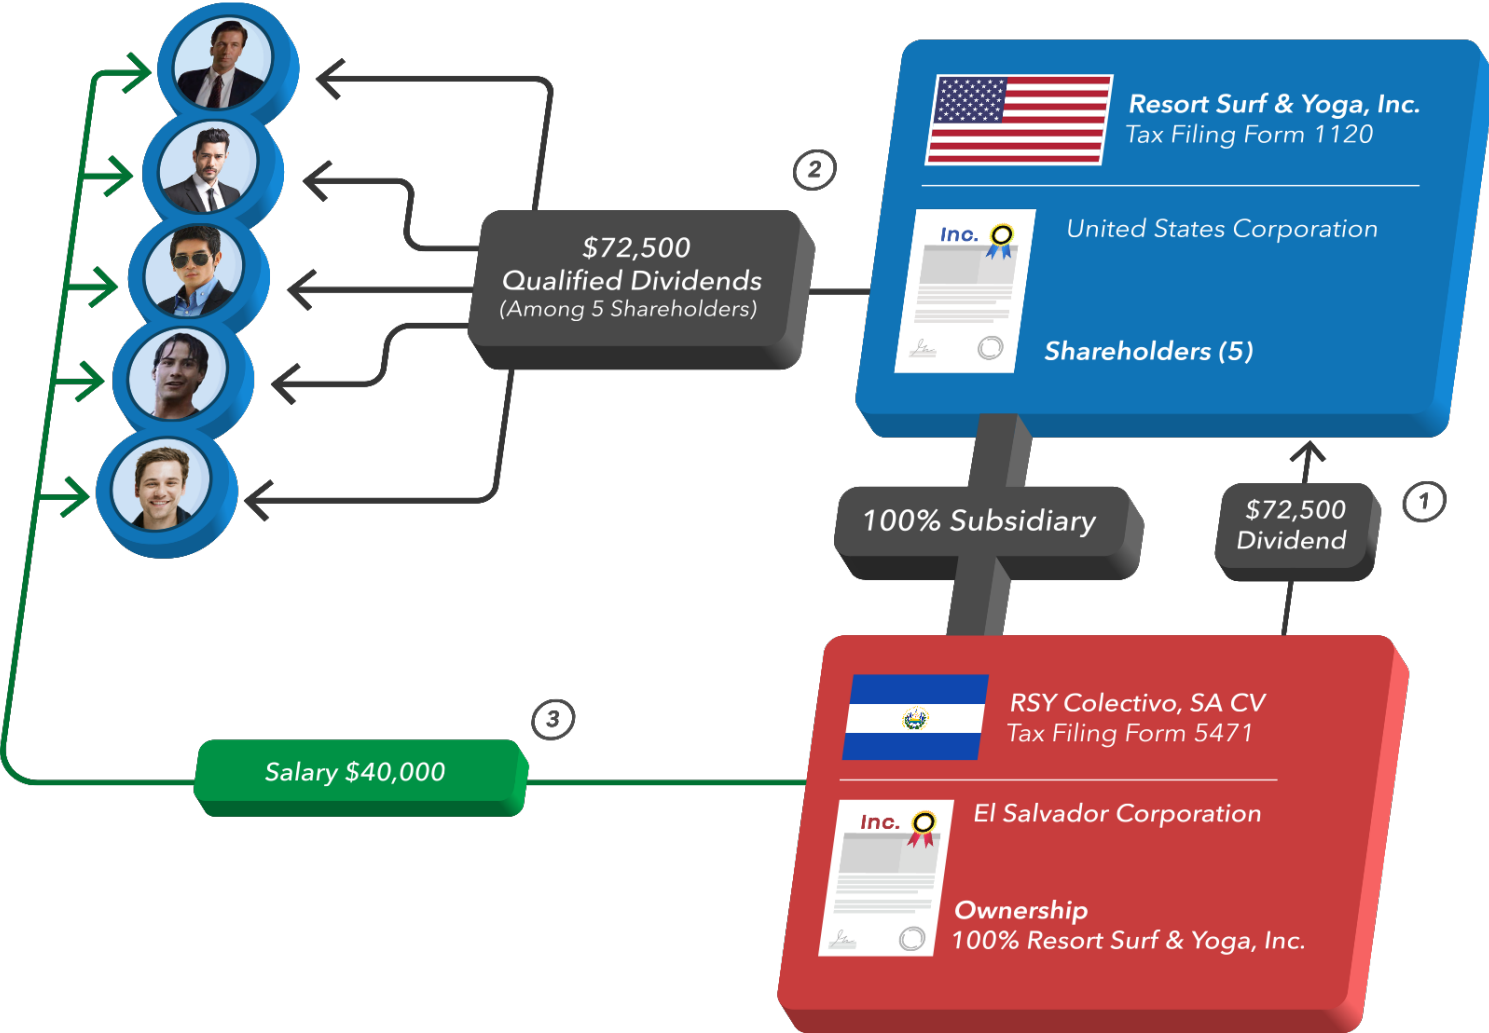 Resort Surf & Yoga, Inc.
Tax Filing Form 1120
United States Corporation
Inc.
Shareholders (5)
2
$72,500
Qualified Dividends
(Among 5 Shareholders)
100% Subsidiary
$72,500
Dividend
1
3
Salary $40,000
RSY Colectivo, SA CV
Tax Filing Form 5471
El Salvador Corporation
Inc.
Ownership
100% Resort Surf & Yoga, Inc.